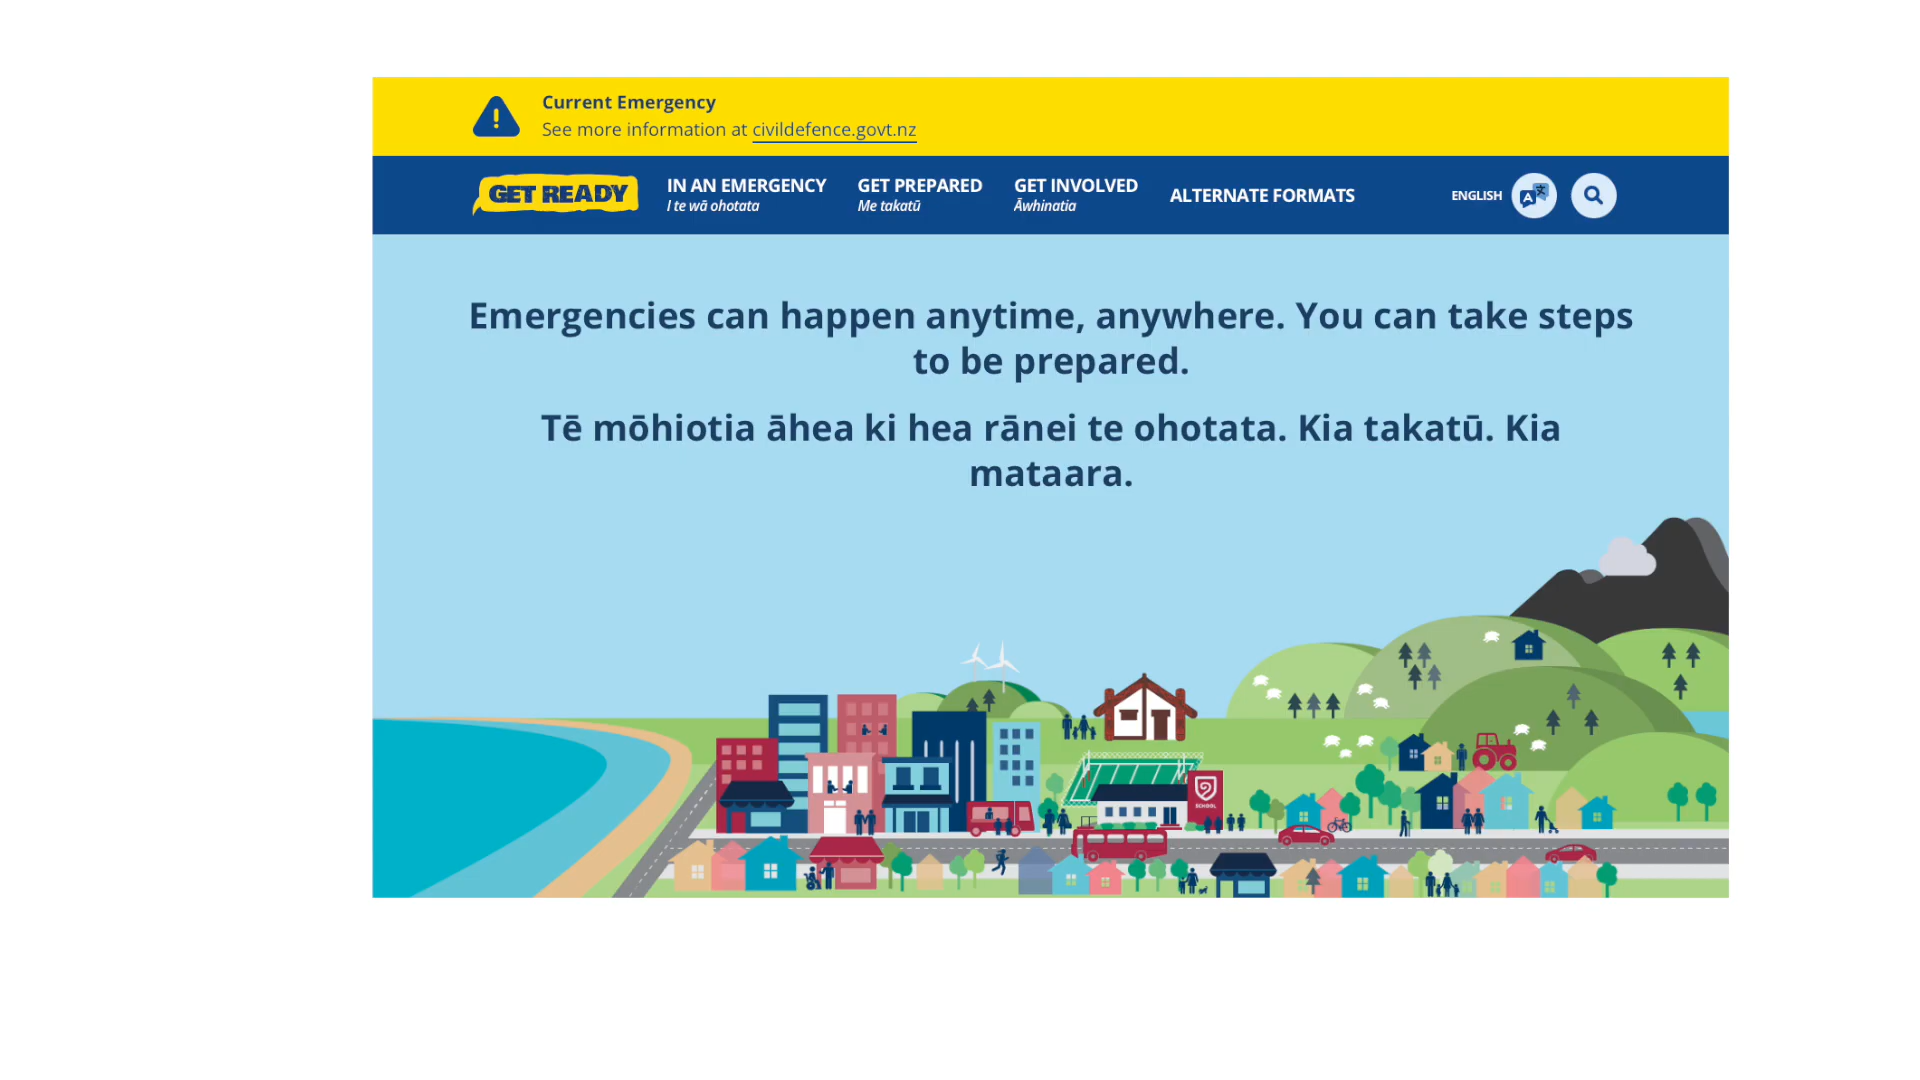 Current Emergency
See more information at civildefence.govt.nz
GET READY
IN AN EMERGENCY
I te wā ohotata
GET PREPARED
Me takatū
GET INVOLVED
Āwhinatia
ALTERNATE FORMATS
ENGLISH
A 文
Emergencies can happen anytime, anywhere. You can take steps
to be prepared.
Tē mōhiotia āhea ki hea rānei te ohotata. Kia takatū. Kia
mataara.
SCHOOL